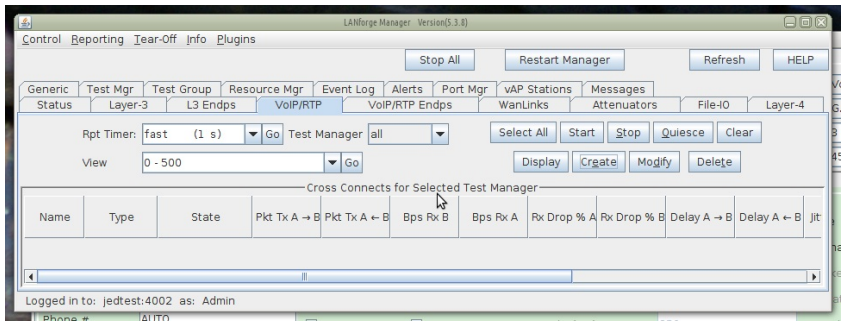 LANforge Manager Version(5.3.8)
Control Reporting Tear-Off Info Plugins
Stop All Restart Manager Refresh HELP
Generic Test Mgr Test Group Resource Mgr Event Log Alerts Port Mgr vAP Stations Messages
Status Layer-3 L3 Endps VoIP/RTP VoIP/RTP Endps WanLinks Attenuators File-IO Layer-4
Rpt Timer: fast (1 s) Go Test Manager all Select All Start Stop Quiesce Clear
View 0 - 500 Go Display Create Modify Delete
Cross Connects for Selected Test Manager
Name Type State Pkt Tx A → B Pkt Tx A ← B Bps Rx B Bps Rx A Rx Drop % A Rx Drop % B Delay A → B Delay A ← B Jit
Logged in to: jedtest:4002 as: Admin
Phone # AUTO